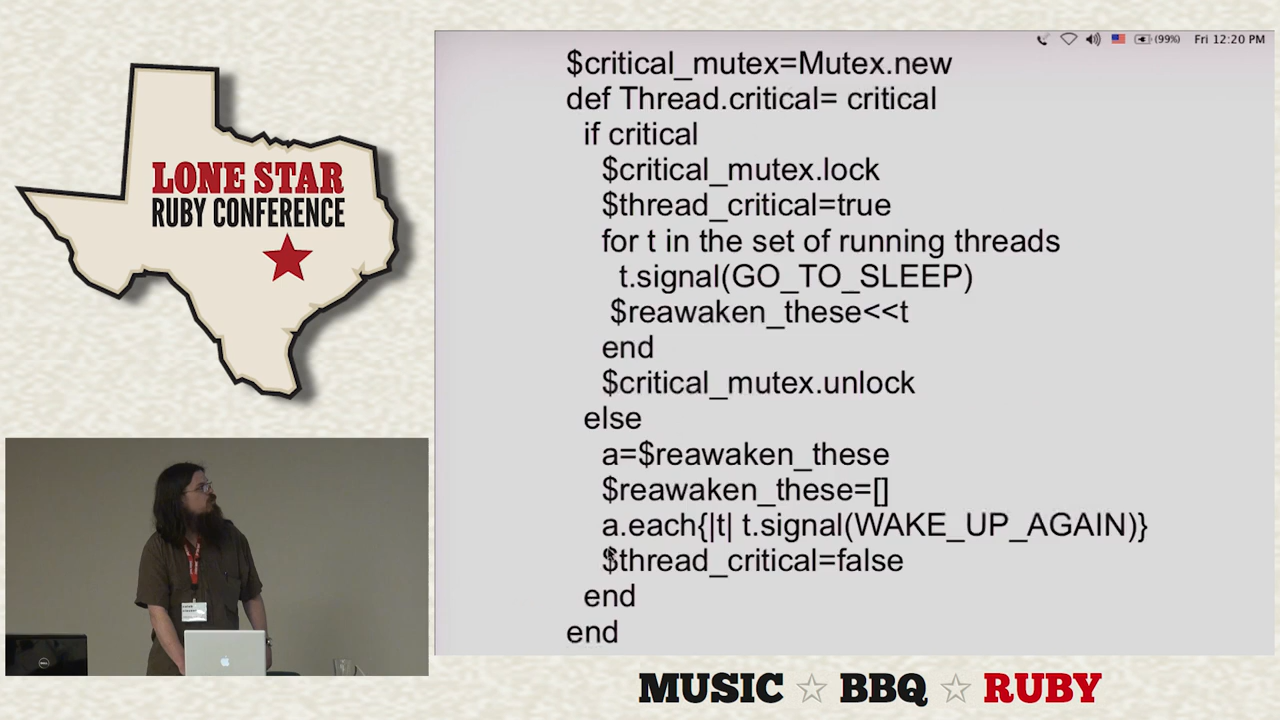 LONE STAR
RUBY CONFERENCE
(99%) Fri 12:20 PM
$critical_mutex=Mutex.new
def Thread.critical= critical
if critical
$critical_mutex.lock
$thread_critical=true
for t in the set of running threads
t.signal(GO_TO_SLEEP)
$reawaken_these<<t
end
$critical_mutex.unlock
else
a=$reawaken_these
$reawaken_these=[]
a.each{|t| t.signal(WAKE_UP_AGAIN)}
$thread_critical=false
end
end
MUSIC ☆ BBQ ☆ RUBY